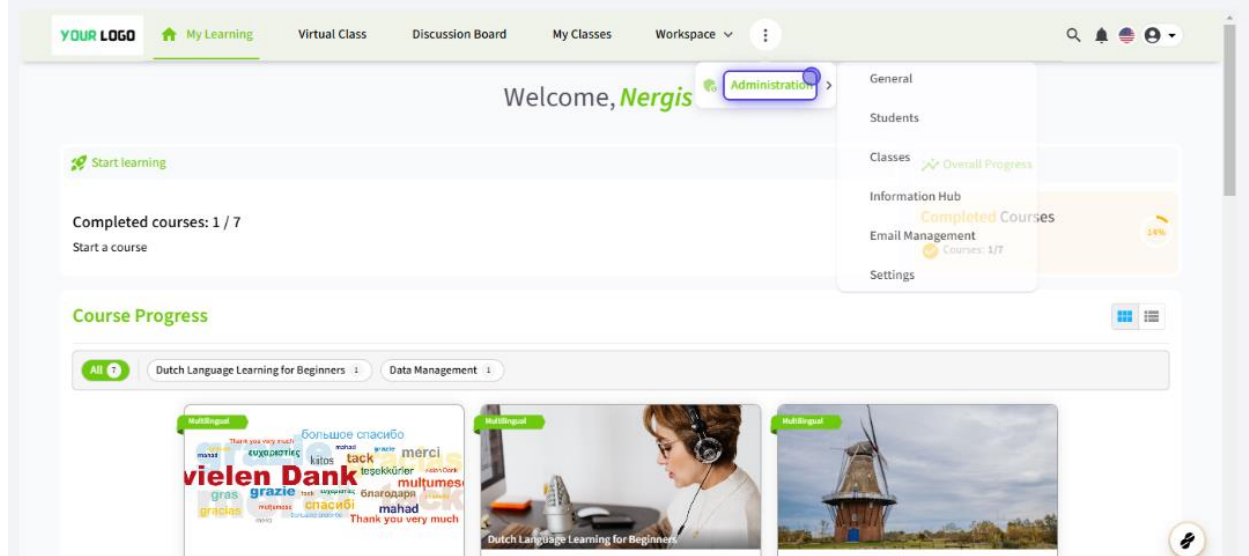 YOUR LOGO
My Learning
Virtual Class
Discussion Board
My Classes
Workspace
Administration
General
Students
Classes
Information Hub
Email Management
Settings
Welcome, Nergis
Start learning
Overall Progress
Completed courses: 1 / 7
Start a course
Completed Courses
Courses: 1/7
14%
Course Progress
All 7
Dutch Language Learning for Beginners 1
Data Management 1
Multilingual
Thank you very much
большое спасибо
mahad
ευχαριστίες
kiitos
tack
merci
teşekkürler
vielen Dank
mulțumesc
gras
grazie
благодаря
gracias
спасибі
mahad
Thank you very much
Multilingual
Dutch Language Learning for Beginners
Multilingual